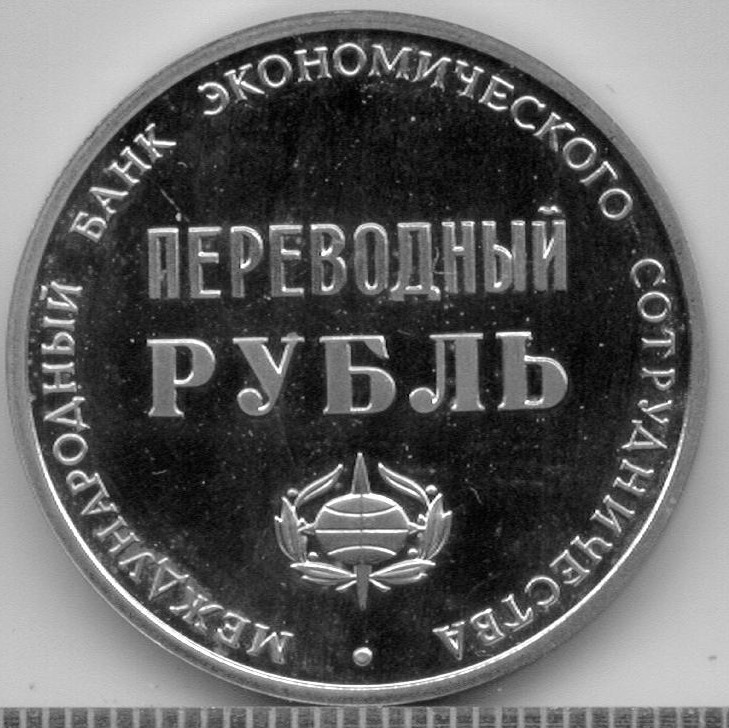 МЕЖДУНАРОДНЫЙ БАНК ЭКОНОМИЧЕСКОГО СОТРУДНИЧЕСТВА
ПЕРЕВОДНЫЙ
РУБЛЬ